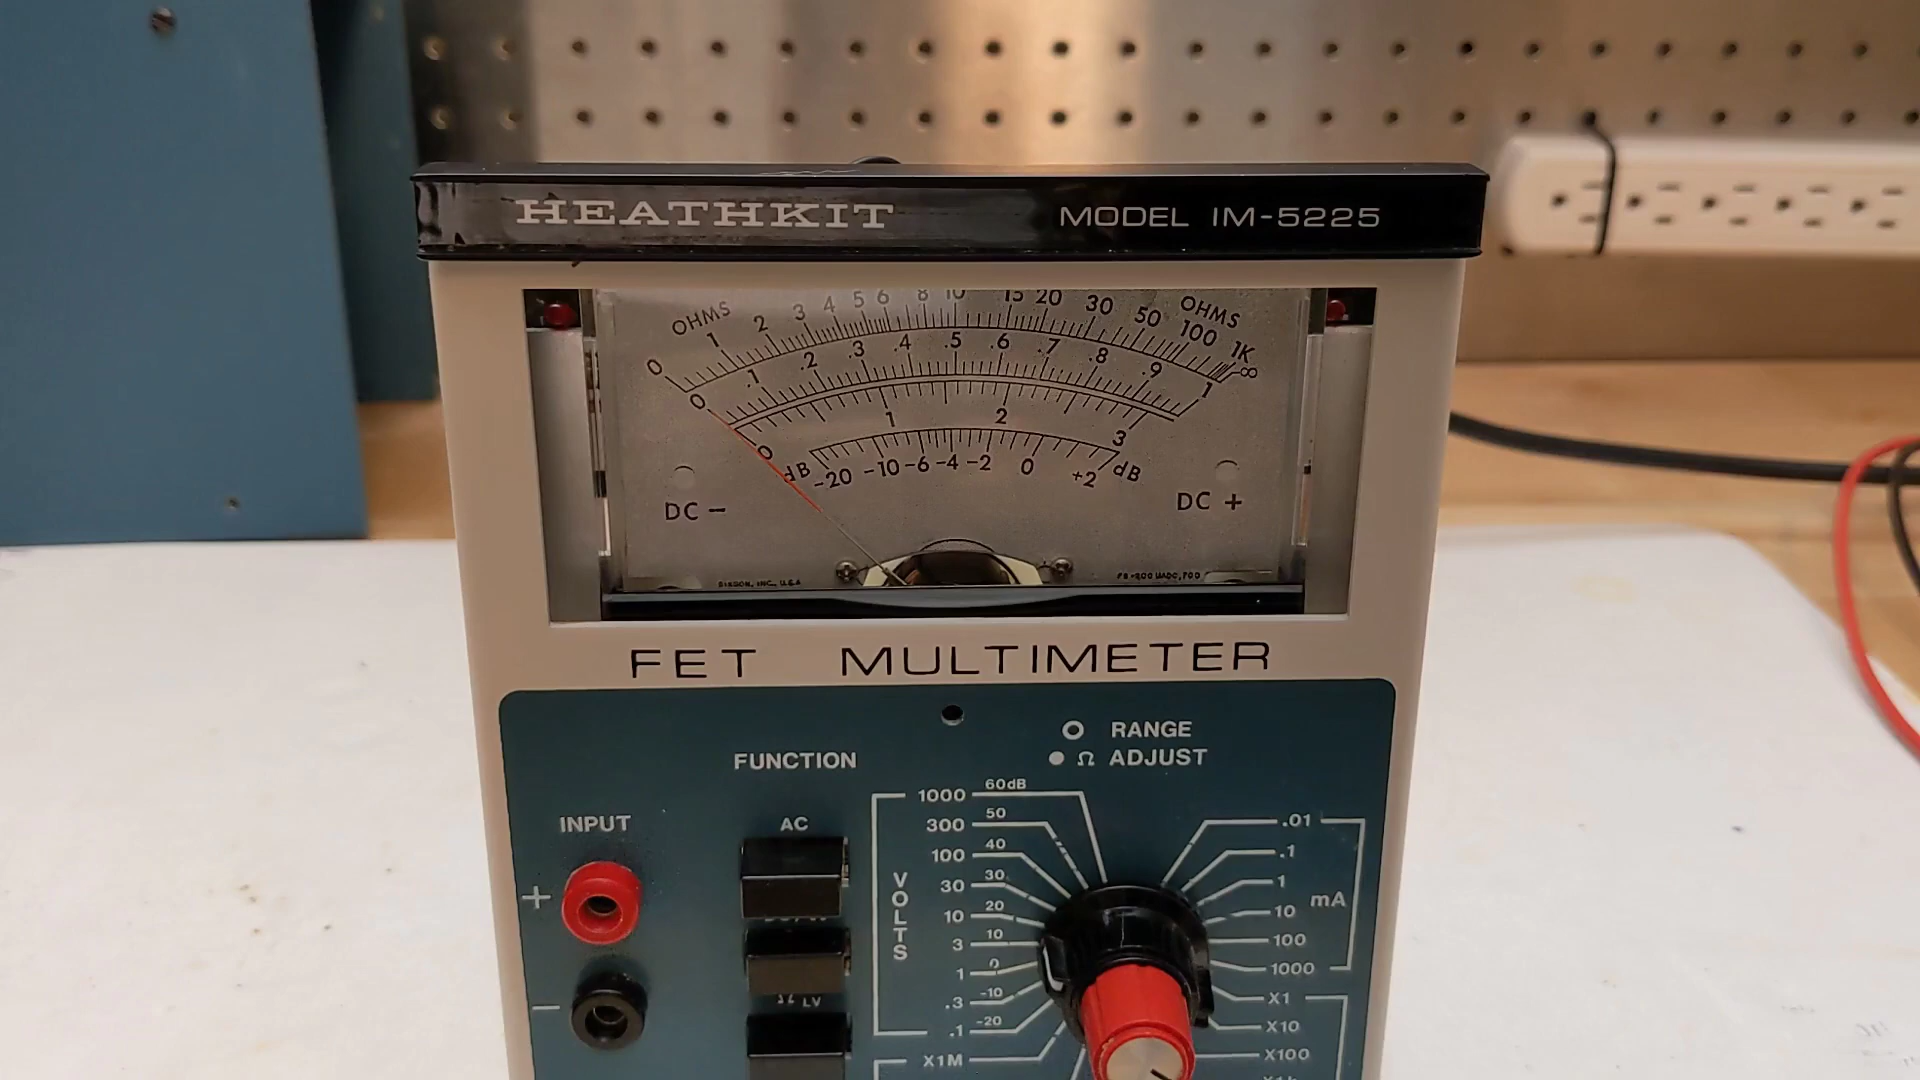 HEATHKIT MODEL IM-5225
OHMS 0 1 2 3 4 5 6 8 10 15 20 30 50 100 1K ∞ OHMS
0 .1 .2 .3 .4 .5 .6 .7 .8 .9 1
0 1 2 3
dB -20 -10 -6 -4 -2 0 +2 dB
DC - DC +
FET MULTIMETER
RANGE
Ω ADJUST
FUNCTION
INPUT
+
-
AC
Ω LV
VOLTS
1000 60dB
300 50
100 40
30 30
10 20
3 10
1 0
.3 -10
.1 -20
X1M
.01
.1
1
10
100
1000
mA
X1
X10
X100